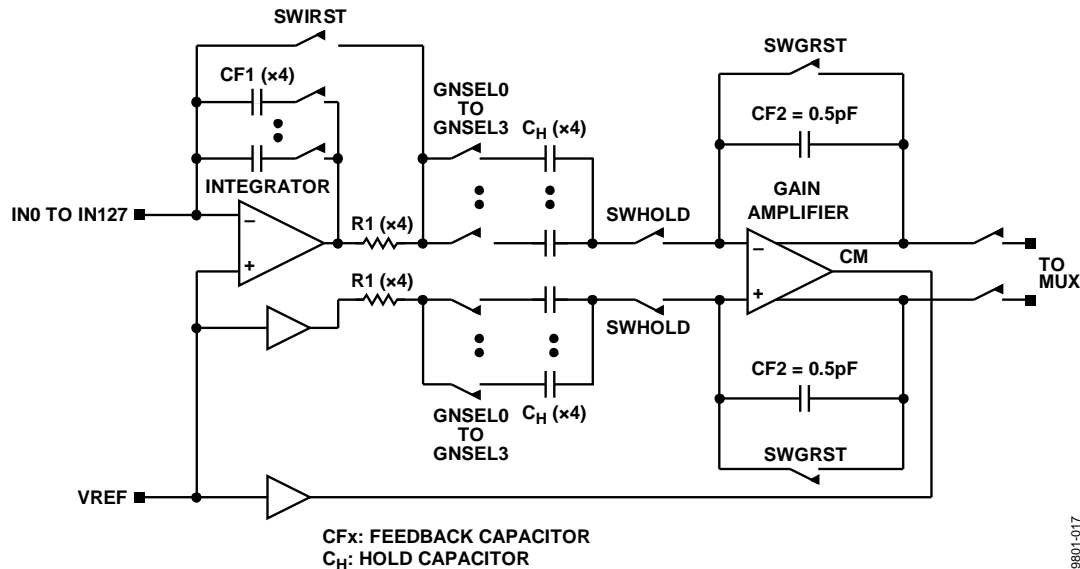 SWIRST
SWGRST
CF1 (×4)
GNSEL0
TO
GNSEL3
C_H (×4)
CF2 = 0.5pF
INTEGRATOR
GAIN
AMPLIFIER
IN0 TO IN127
−
+
R1 (×4)
SWHOLD
−
+
CM
TO
MUX
R1 (×4)
SWHOLD
CF2 = 0.5pF
GNSEL0
TO
GNSEL3
C_H (×4)
SWGRST
VREF
CFx: FEEDBACK CAPACITOR
C_H: HOLD CAPACITOR
9801-017